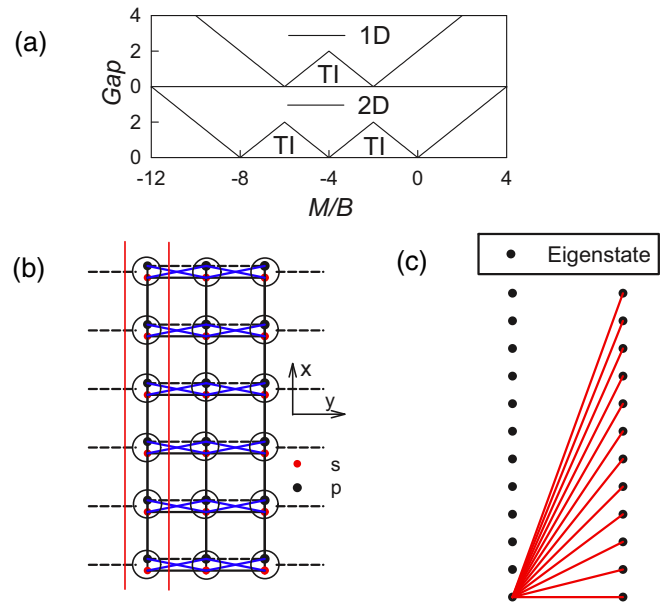 (a)
4
2
0
2
0
Gap
1D
TI
2D
TI
TI
-12
-8
-4
0
4
M/B
(b)
x
y
s
p
(c)
Eigenstate